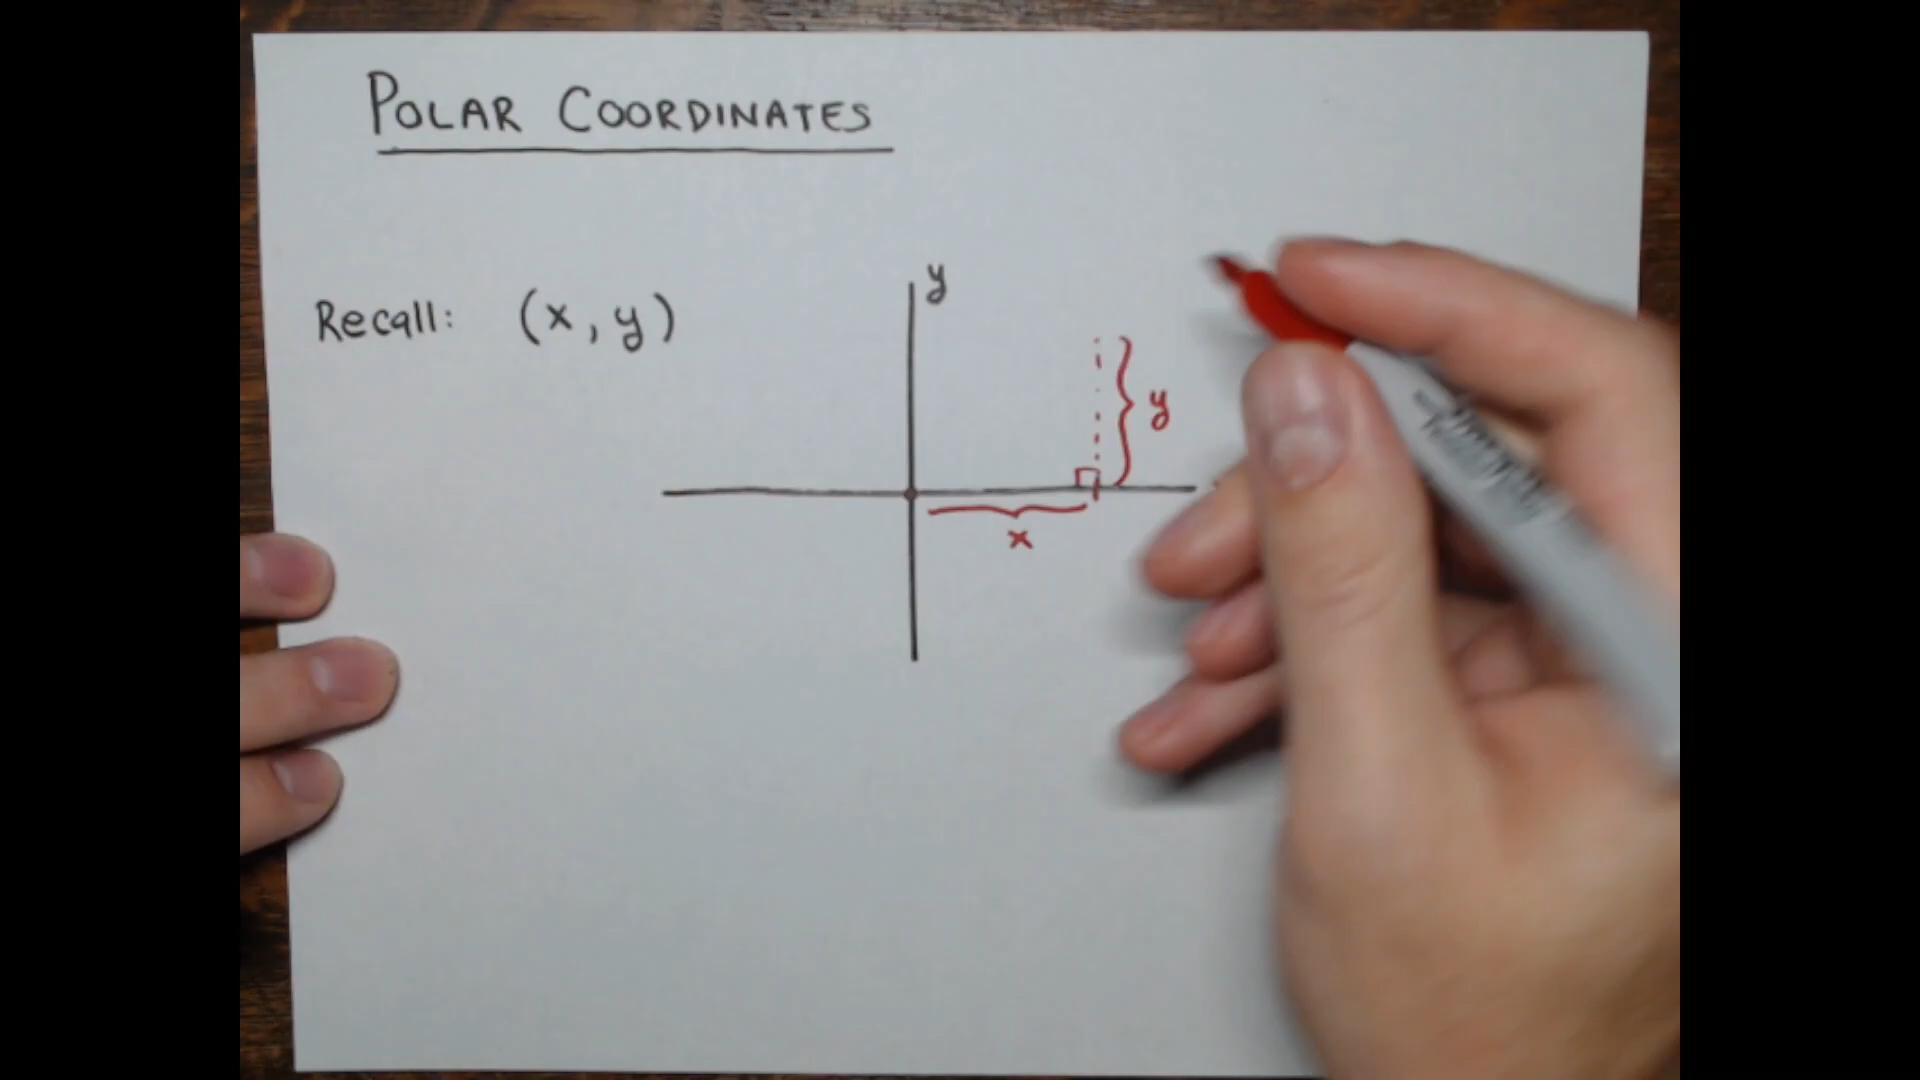 POLAR COORDINATES
y
Recall: (x, y)
y
x